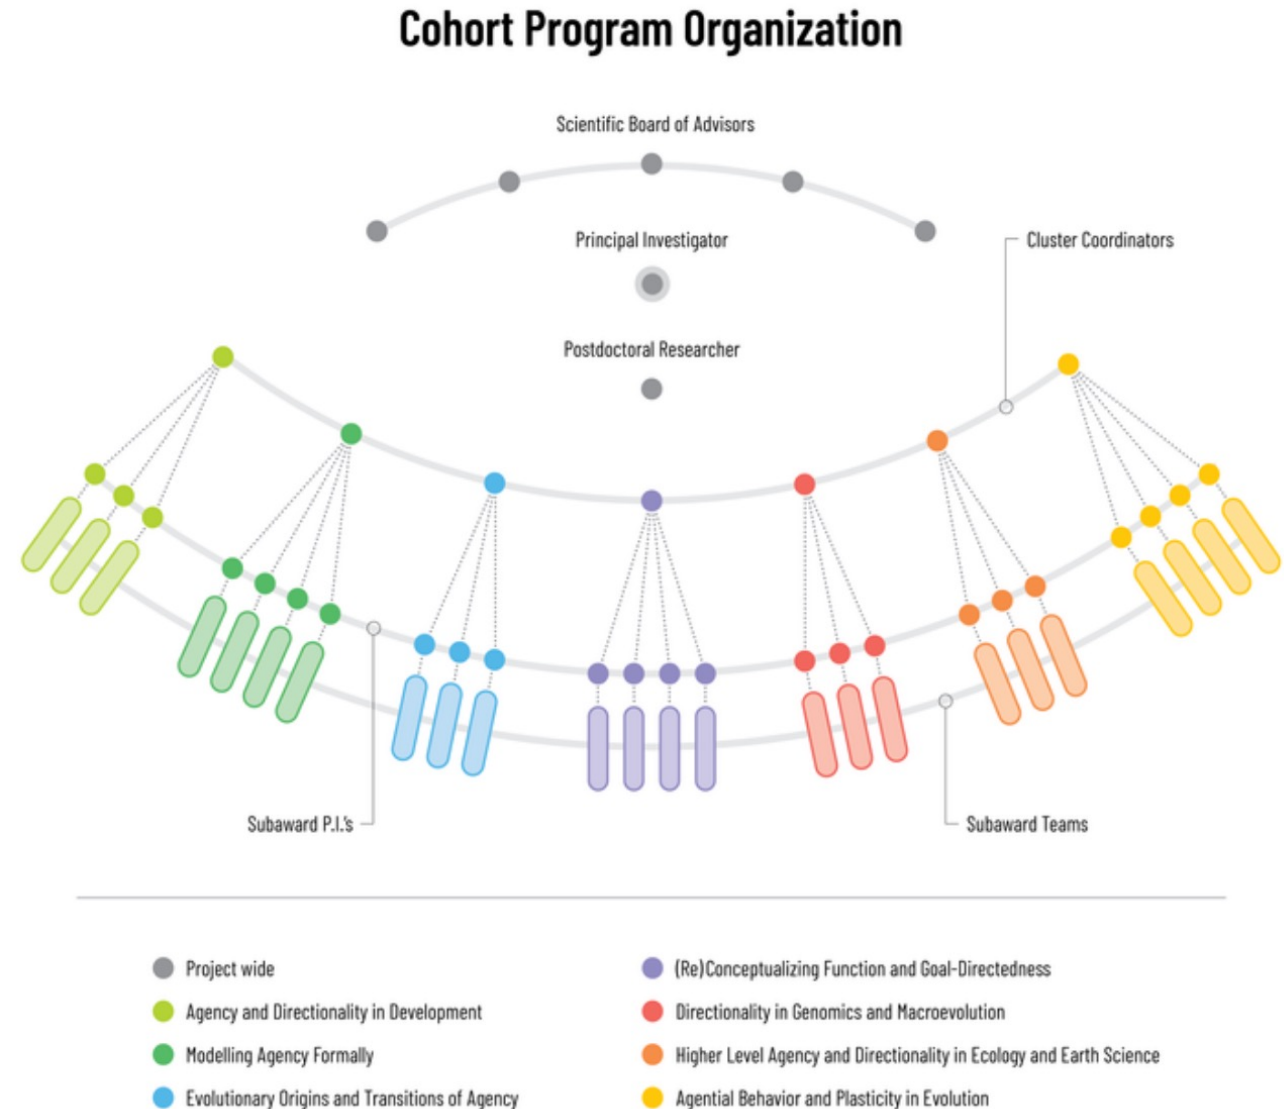 Cohort Program Organization
Scientific Board of Advisors
Principal Investigator
Cluster Coordinators
Postdoctoral Researcher
Subaward P.I.'s
Subaward Teams
Project wide
Agency and Directionality in Development
Modelling Agency Formally
Evolutionary Origins and Transitions of Agency
(Re)Conceptualizing Function and Goal-Directedness
Directionality in Genomics and Macroevolution
Higher Level Agency and Directionality in Ecology and Earth Science
Agential Behavior and Plasticity in Evolution